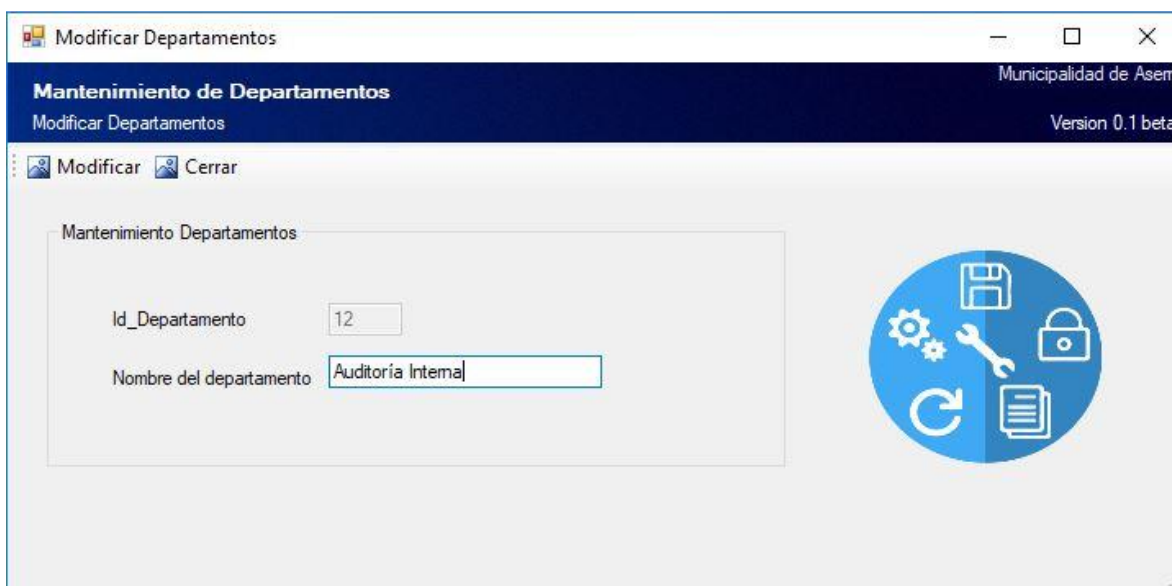 Modificar Departamentos
Mantenimiento de Departamentos
Municipalidad de Asem
Modificar Departamentos
Version 0.1 beta
Modificar Cerrar
Mantenimiento Departamentos
Id_Departamento 12
Nombre del departamento Auditoría Interna